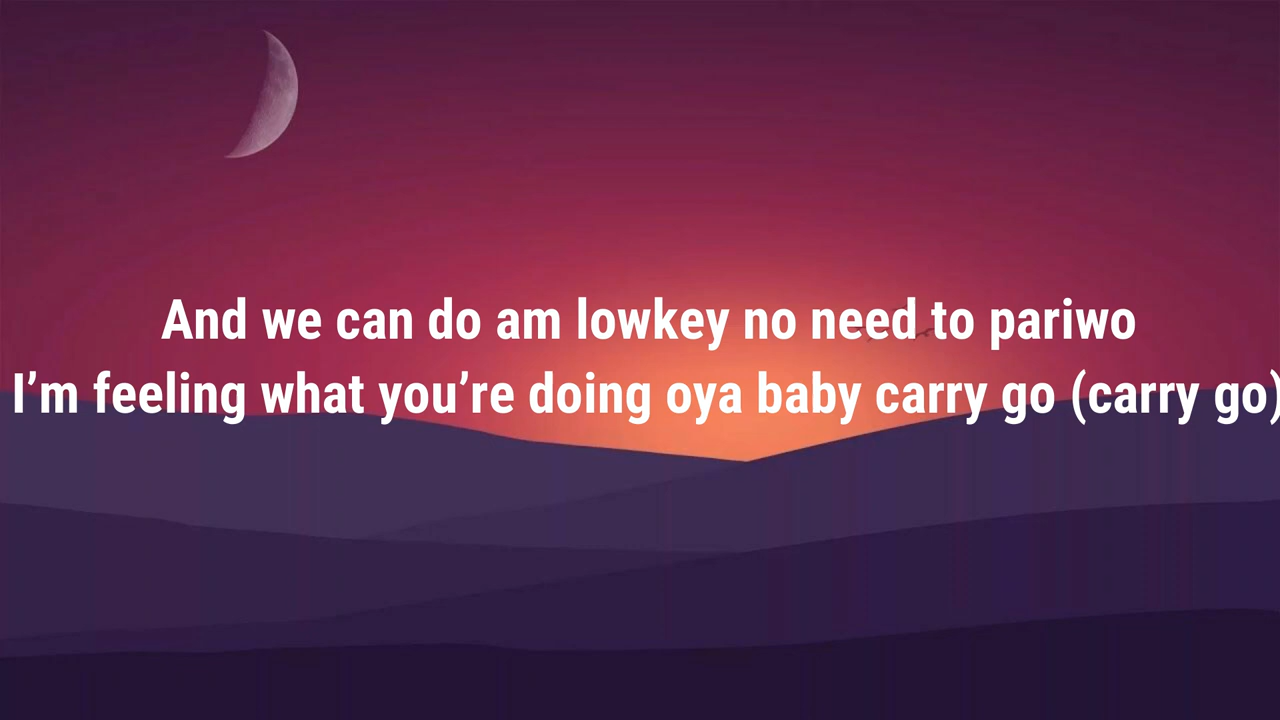 And we can do am lowkey no need to pariwo
I’m feeling what you’re doing oya baby carry go (carry go)